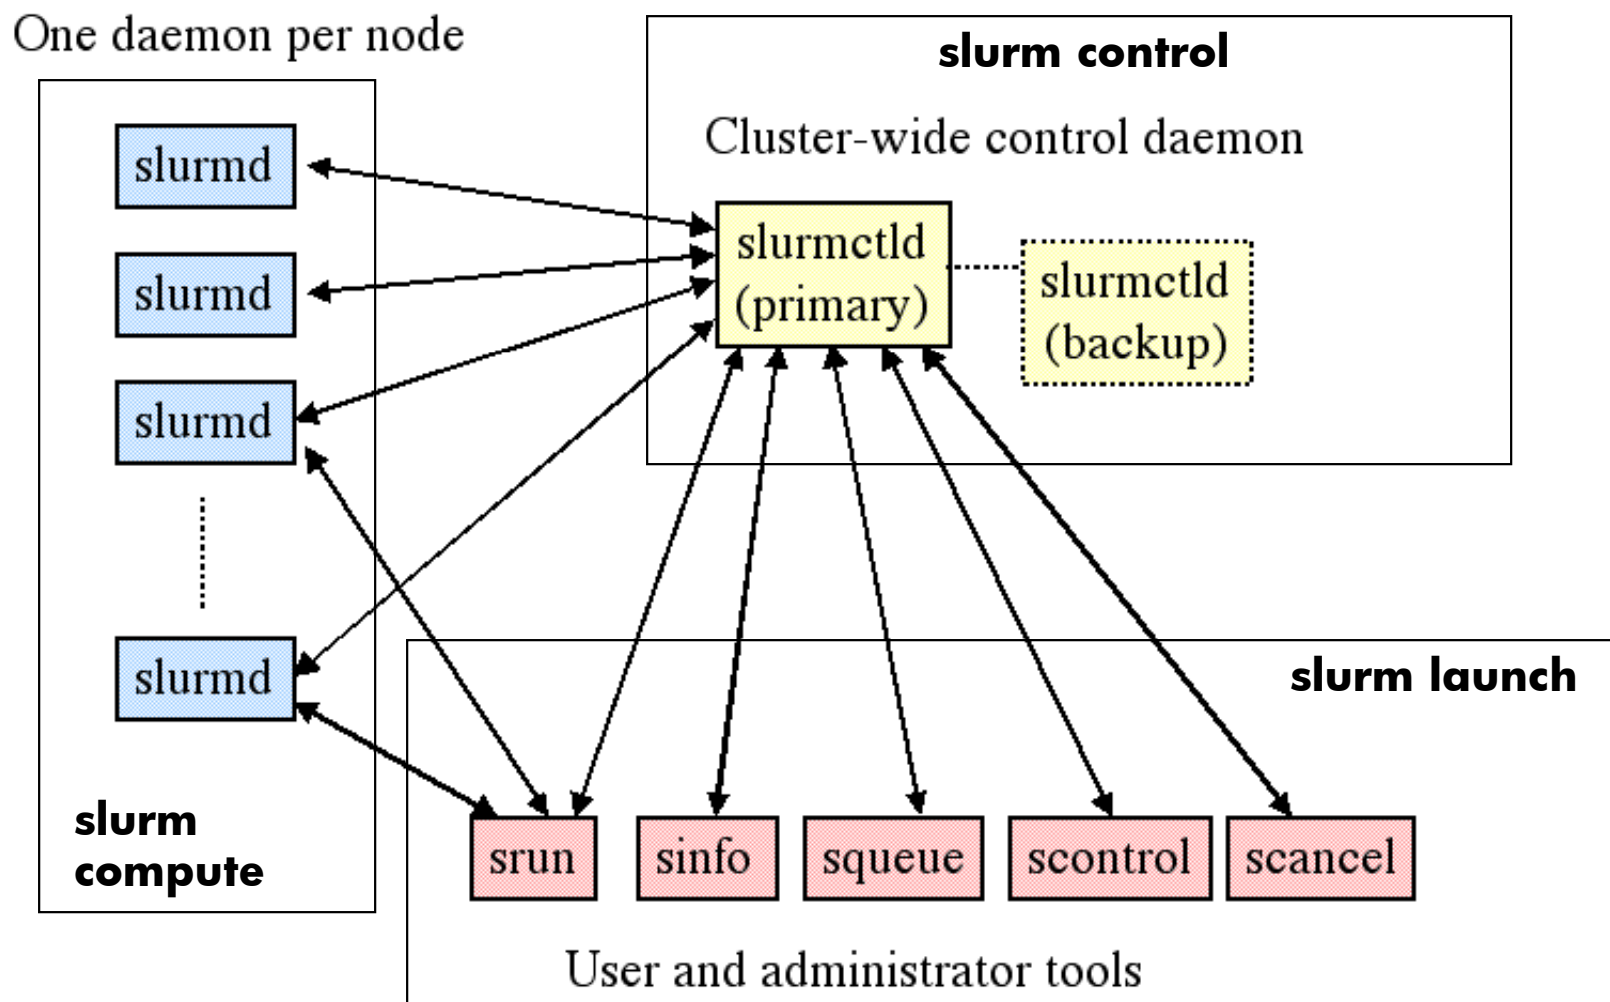 One daemon per node
slurm control
Cluster-wide control daemon
slurmd
slurmd
slurmd
slurmd
slurm
compute
slurmctld
(primary)
slurmctld
(backup)
slurm launch
srun
sinfo
squeue
scontrol
scancel
User and administrator tools